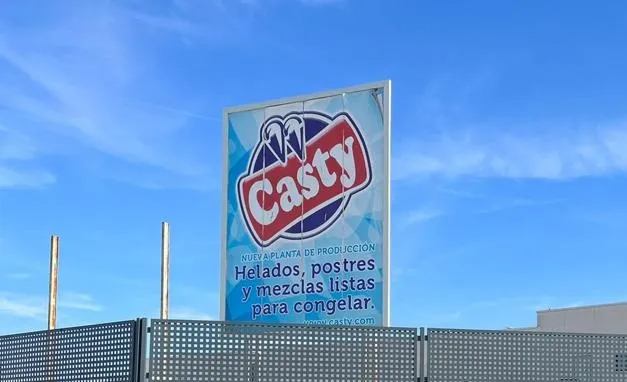 Casty
NUEVA PLANTA DE PRODUCCIÓN
Helados, postres
y mezclas listas
para congelar.
www.casty.com